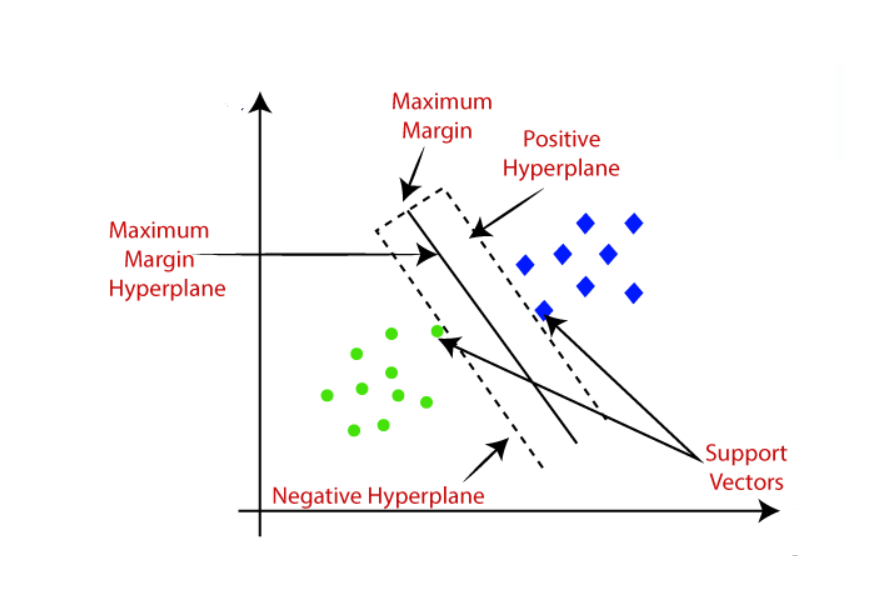 Maximum
Margin
Positive
Hyperplane
Maximum
Margin
Hyperplane
Support
Vectors
Negative Hyperplane